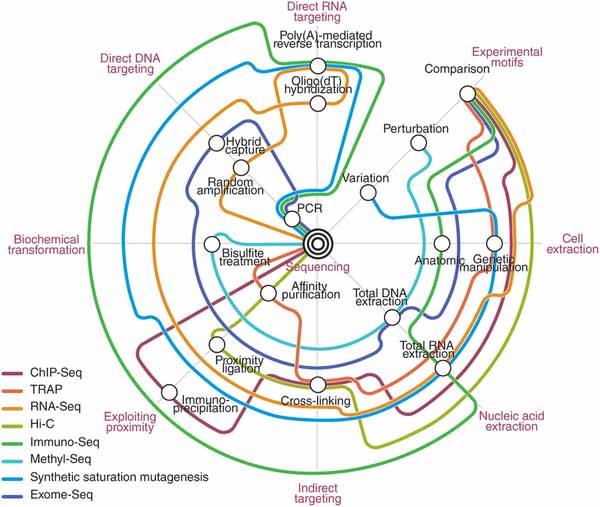 Direct RNA
targeting
Poly(A)-mediated
reverse transcription
Direct DNA
targeting
Experimental
motifs
Comparison
Oligo(dT)
hybridization
Perturbation
Hybrid
capture
Random
amplification
Variation
PCR
Biochemical
transformation
Bisulfite
treatment
Sequencing
Anatomic
Genetic
manipulation
Cell
extraction
Affinity
purification
Total DNA
extraction
Total RNA
extraction
Proximity
ligation
Immuno-
precipitation
Cross-linking
Exploiting
proximity
Nucleic acid
extraction
Indirect
targeting
ChIP-Seq
TRAP
RNA-Seq
Hi-C
Immuno-Seq
Methyl-Seq
Synthetic saturation mutagenesis
Exome-Seq